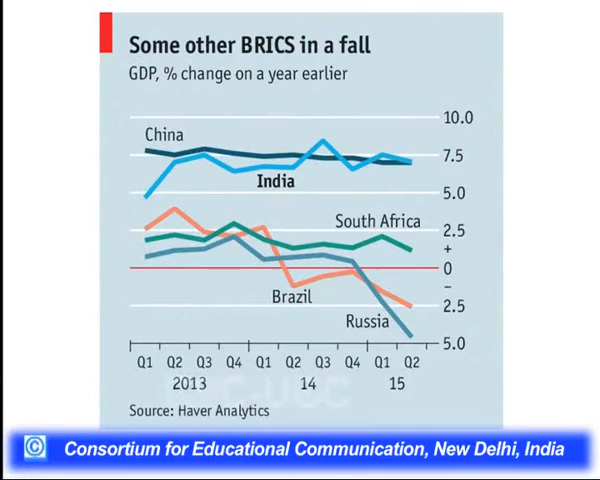 Some other BRICS in a fall
GDP, % change on a year earlier
10.0
China
7.5
India
5.0
South Africa
2.5
+
0
–
Brazil
2.5
Russia
5.0
Q1 Q2 Q3 Q4 Q1 Q2 Q3 Q4 Q1 Q2
2013 14 15
Source: Haver Analytics
© Consortium for Educational Communication, New Delhi, India